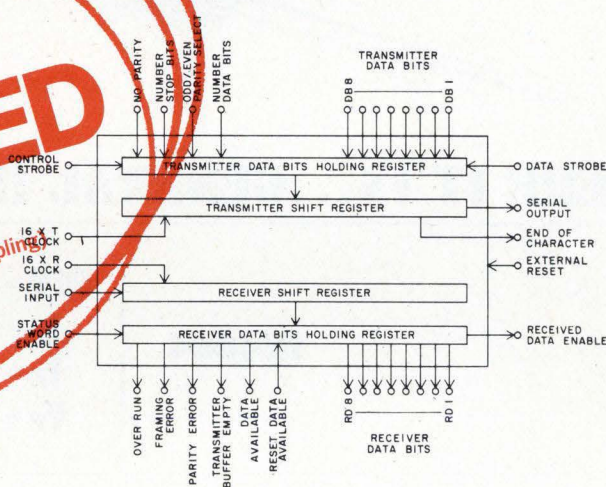 ED
pling)
NO PARITY
NUMBER
STOP BITS
ODD/EVEN
PARITY SELECT
NUMBER
DATA BITS
TRANSMITTER
DATA BITS
DB 8
DB 1
CONTROL
STROBE
TRANSMITTER DATA BITS HOLDING REGISTER
DATA STROBE
TRANSMITTER SHIFT REGISTER
SERIAL
OUTPUT
16 X T
CLOCK
END OF
CHARACTER
16 X R
CLOCK
EXTERNAL
RESET
SERIAL
INPUT
RECEIVER SHIFT REGISTER
STATUS
WORD
ENABLE
RECEIVER DATA BITS HOLDING REGISTER
RECEIVED
DATA ENABLE
OVER RUN
FRAMING
ERROR
PARITY ERROR
TRANSMITTER
BUFFER EMPTY
DATA
AVAILABLE
RESET DATA
AVAILABLE
RD 8
RD 1
RECEIVER
DATA BITS